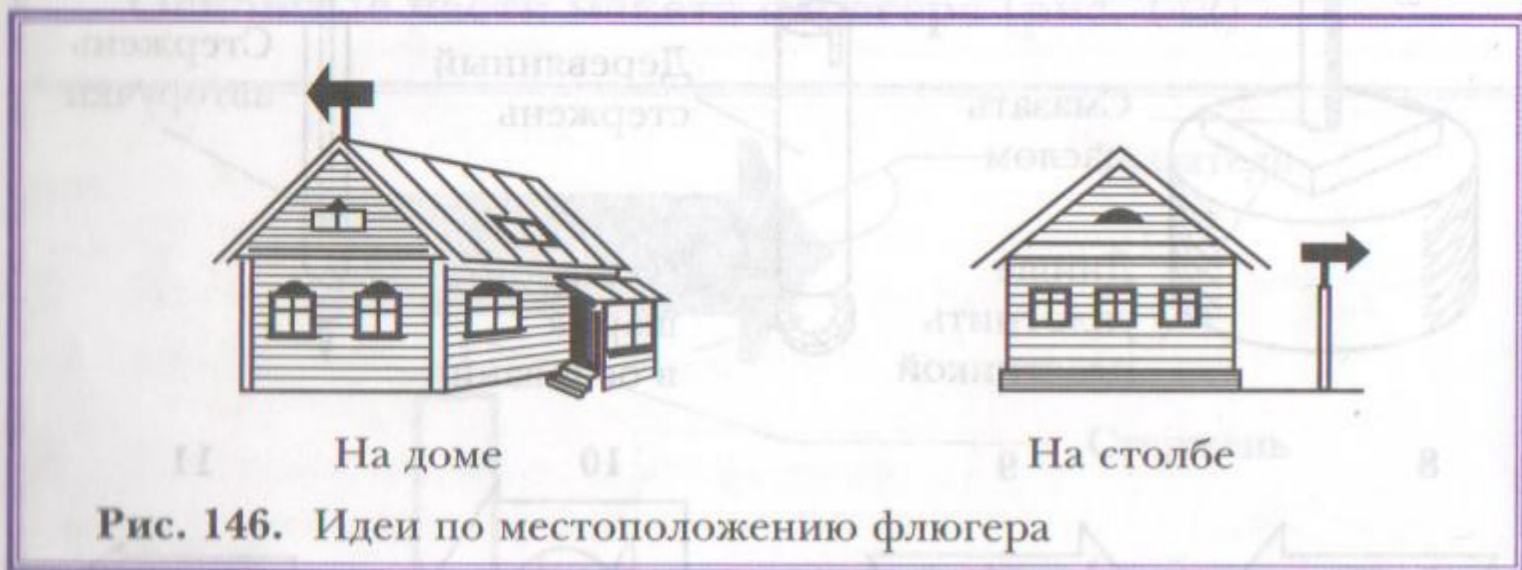 На доме
На столбе
Рис. 146. Идеи по местоположению флюгера